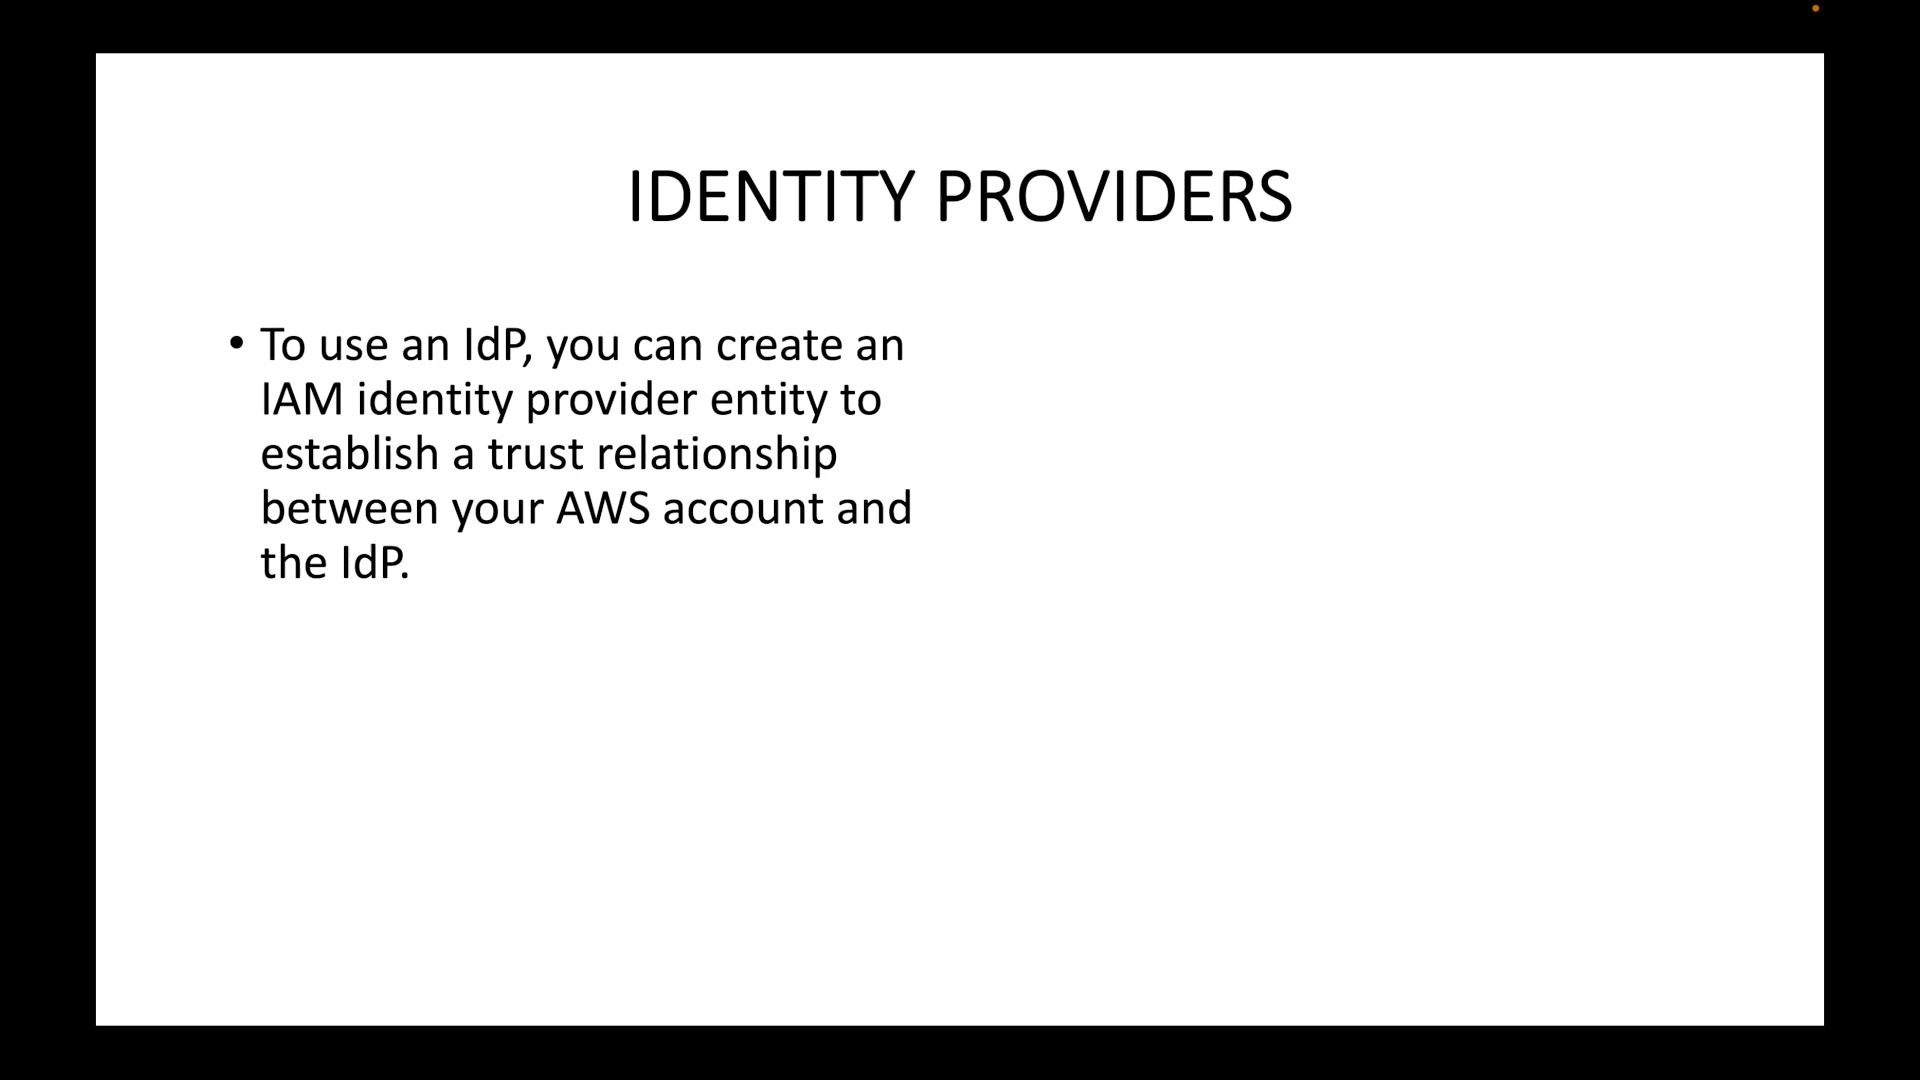 IDENTITY PROVIDERS
• To use an IdP, you can create an
IAM identity provider entity to
establish a trust relationship
between your AWS account and
the IdP.